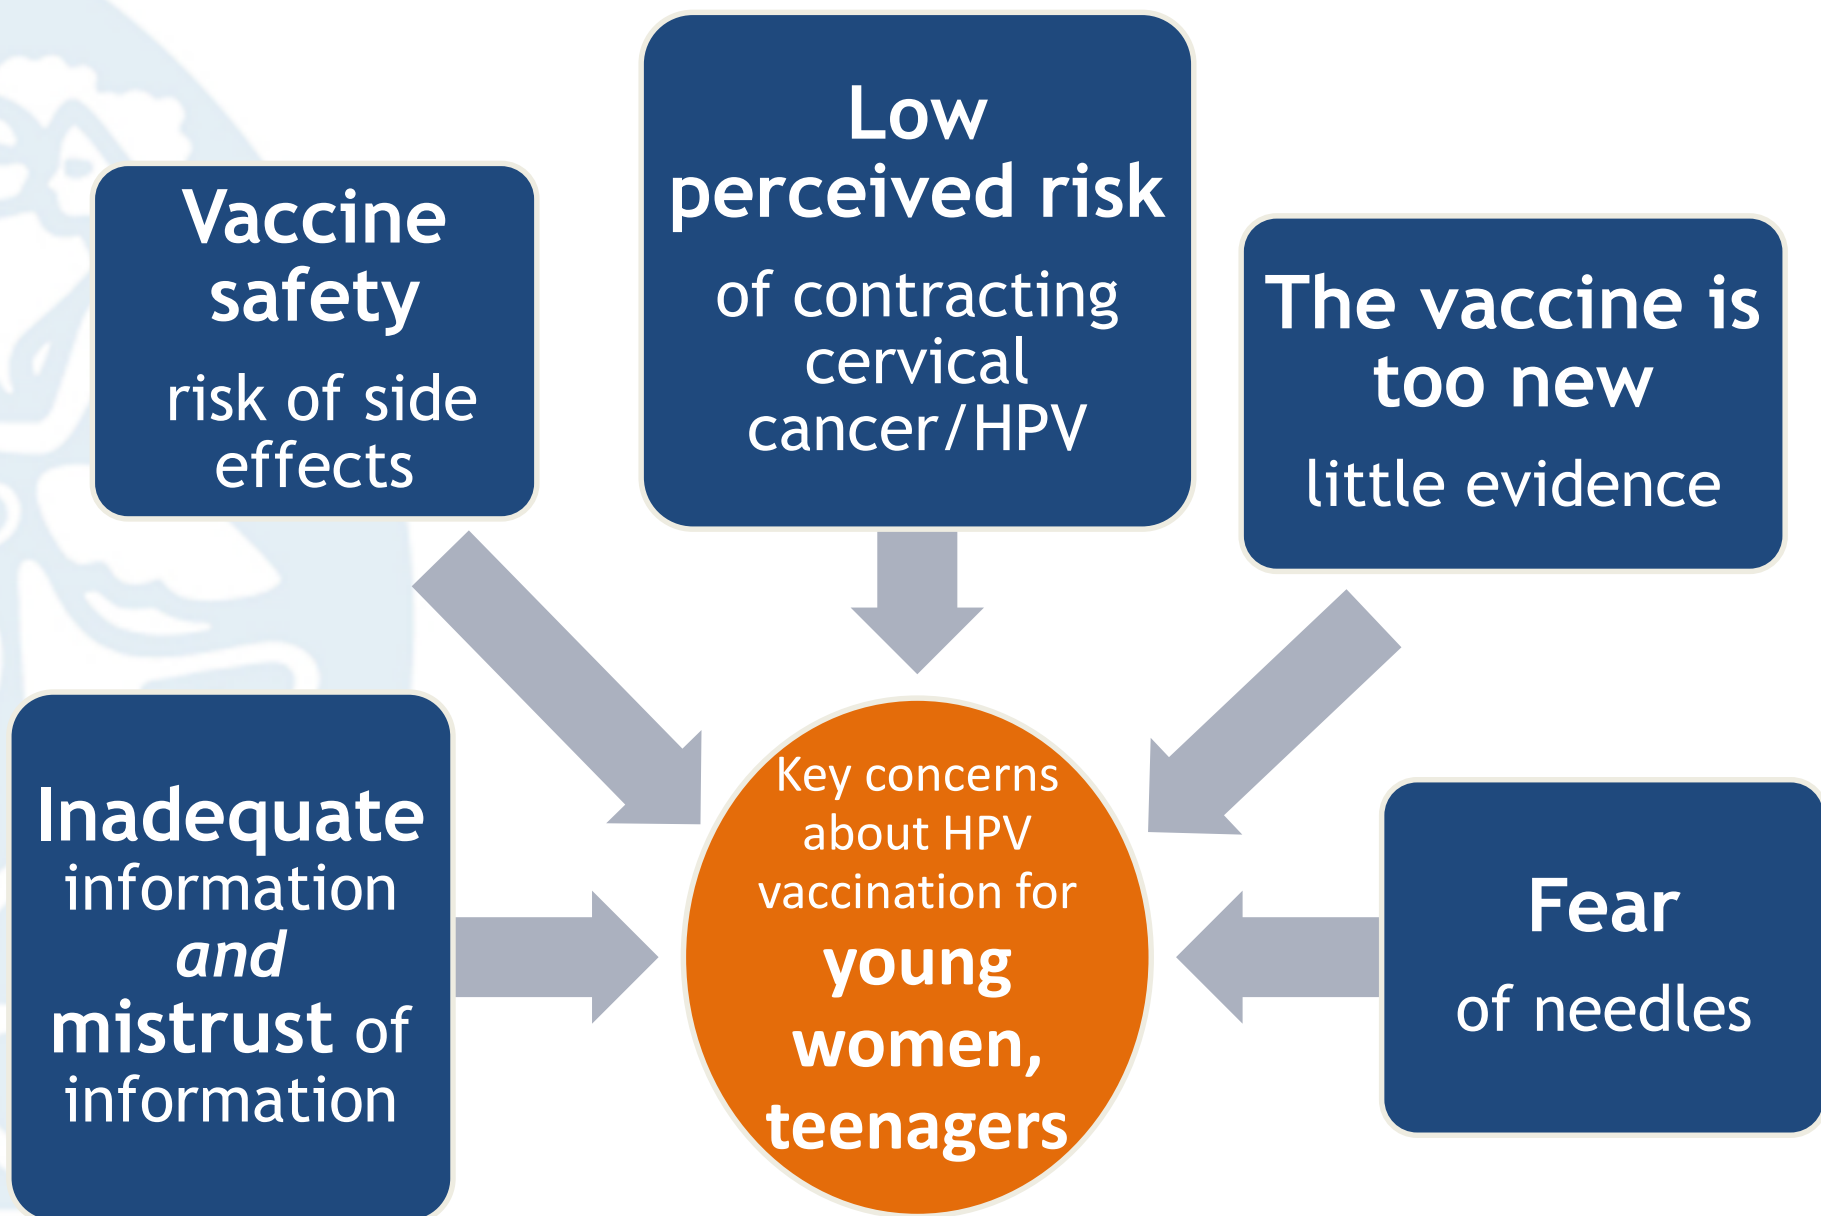 Low
perceived risk
of contracting
cervical
cancer/HPV
Vaccine
safety
risk of side
effects
The vaccine is
too new
little evidence
Inadequate
information
and
mistrust of
information
Key concerns
about HPV
vaccination for
young
women,
teenagers
Fear
of needles